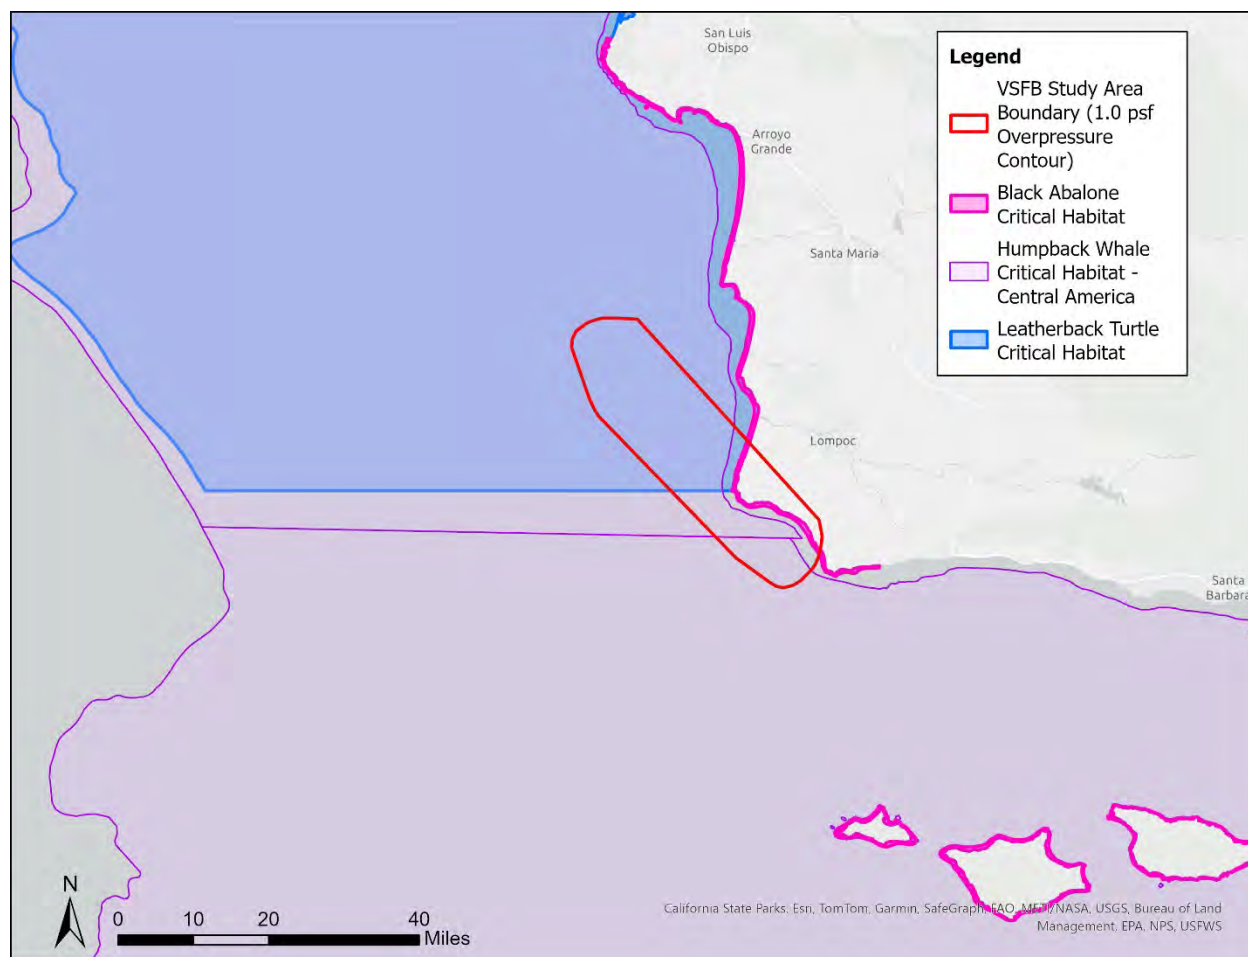 San Luis
Obispo
Arroyo
Grande
Santa Maria
Lompoc
Santa
Barbara
Legend
VSFB Study Area
Boundary (1.0 psf
Overpressure
Contour)
Black Abalone
Critical Habitat
Humpback Whale
Critical Habitat -
Central America
Leatherback Turtle
Critical Habitat
N
0 10 20 40
Miles
California State Parks, Esri, TomTom, Garmin, SafeGraph, FAO, METI/NASA, USGS, Bureau of Land
Management, EPA, NPS, USFWS